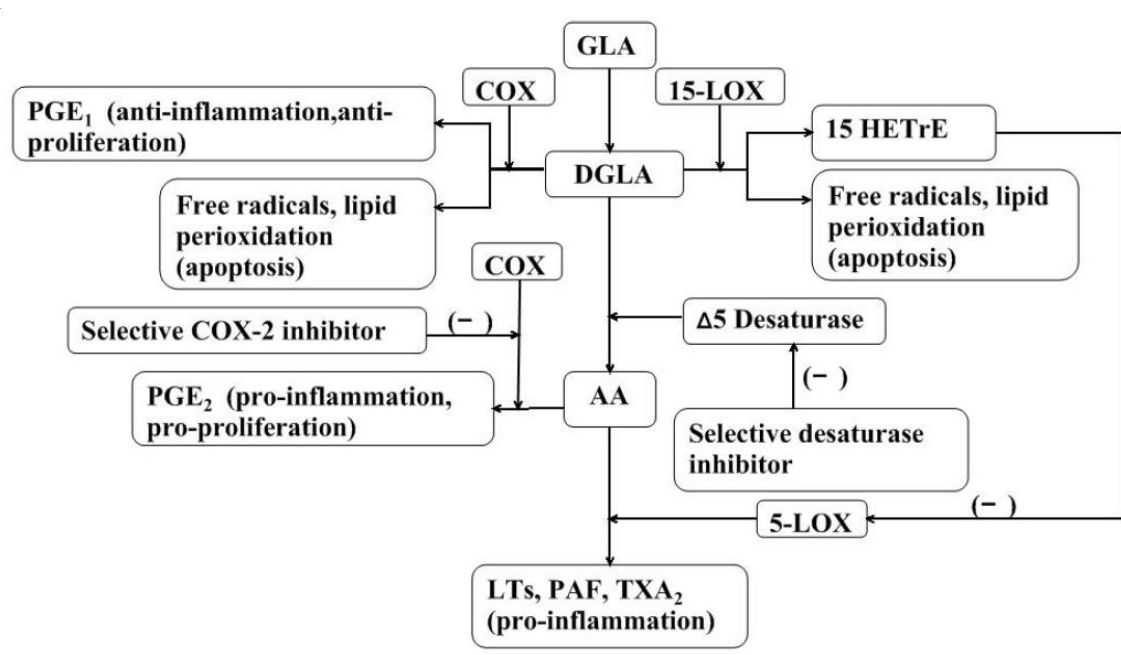 GLA
COX
15-LOX
PGE₁ (anti-inflammation,anti-
proliferation)
15 HETrE
DGLA
Free radicals, lipid
perioxidation
(apoptosis)
Free radicals, lipid
perioxidation
(apoptosis)
COX
Selective COX-2 inhibitor
(− )
Δ5 Desaturase
(− )
PGE₂ (pro-inflammation,
pro-proliferation)
AA
Selective desaturase
inhibitor
5-LOX
(− )
LTs, PAF, TXA₂
(pro-inflammation)